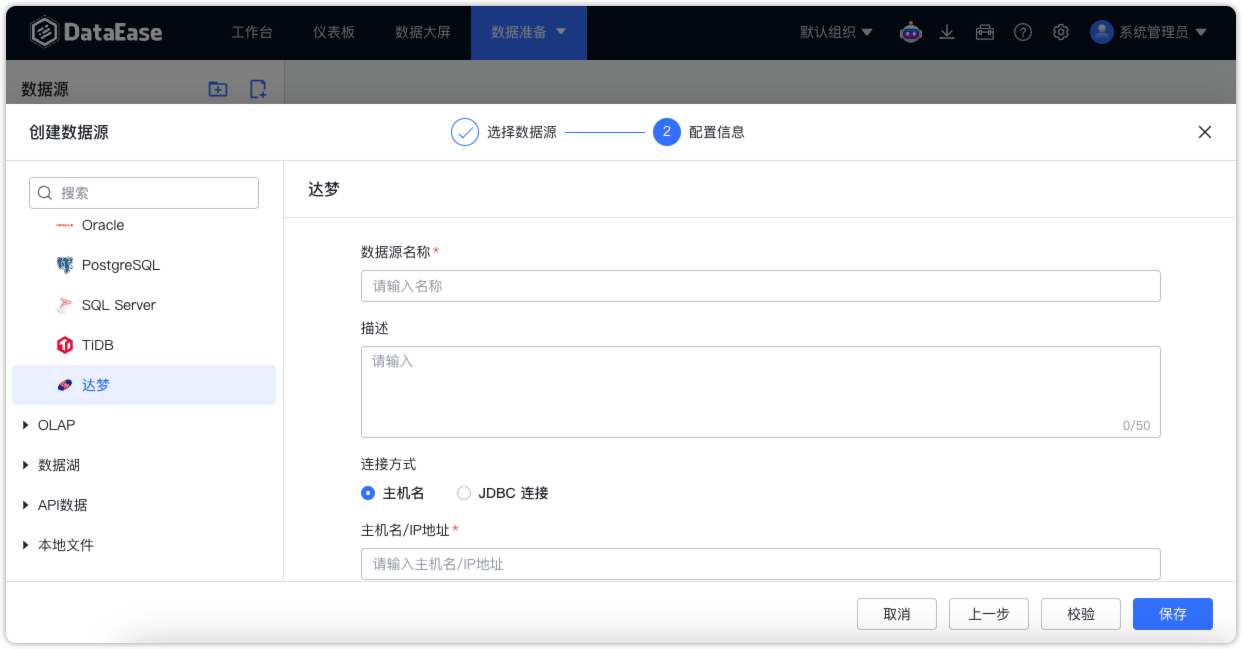 DataEase 工作台 仪表板 数据大屏 数据准备 默认组织 系统管理员
数据源
创建数据源 选择数据源 2 配置信息
搜索
Oracle
PostgreSQL
SQL Server
TiDB
达梦
OLAP
数据湖
API数据
本地文件
达梦
数据源名称*
请输入名称
描述
请输入
0/50
连接方式
主机名 JDBC 连接
主机名/IP地址*
请输入主机名/IP地址
取消 上一步 校验 保存